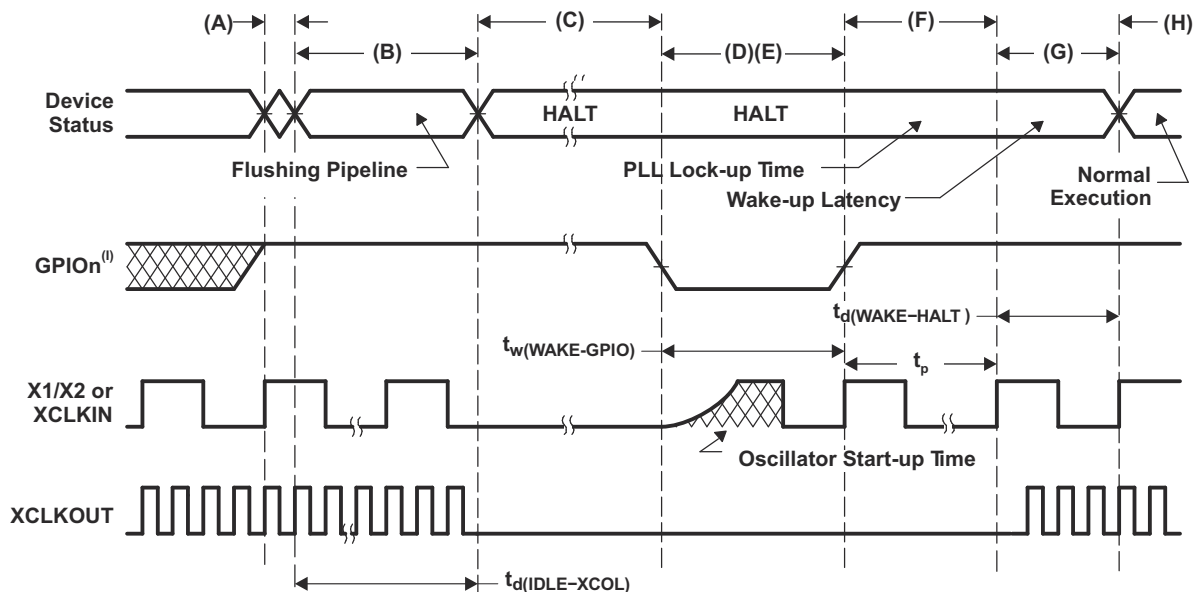 (A)
(B)
(C)
(D)(E)
(F)
(G)
(H)
Device
Status
HALT
HALT
Flushing Pipeline
PLL Lock-up Time
Wake-up Latency
Normal
Execution
GPIOn(I)
td(WAKE−HALT )
tw(WAKE-GPIO)
tp
X1/X2 or
XCLKIN
Oscillator Start-up Time
XCLKOUT
td(IDLE−XCOL)